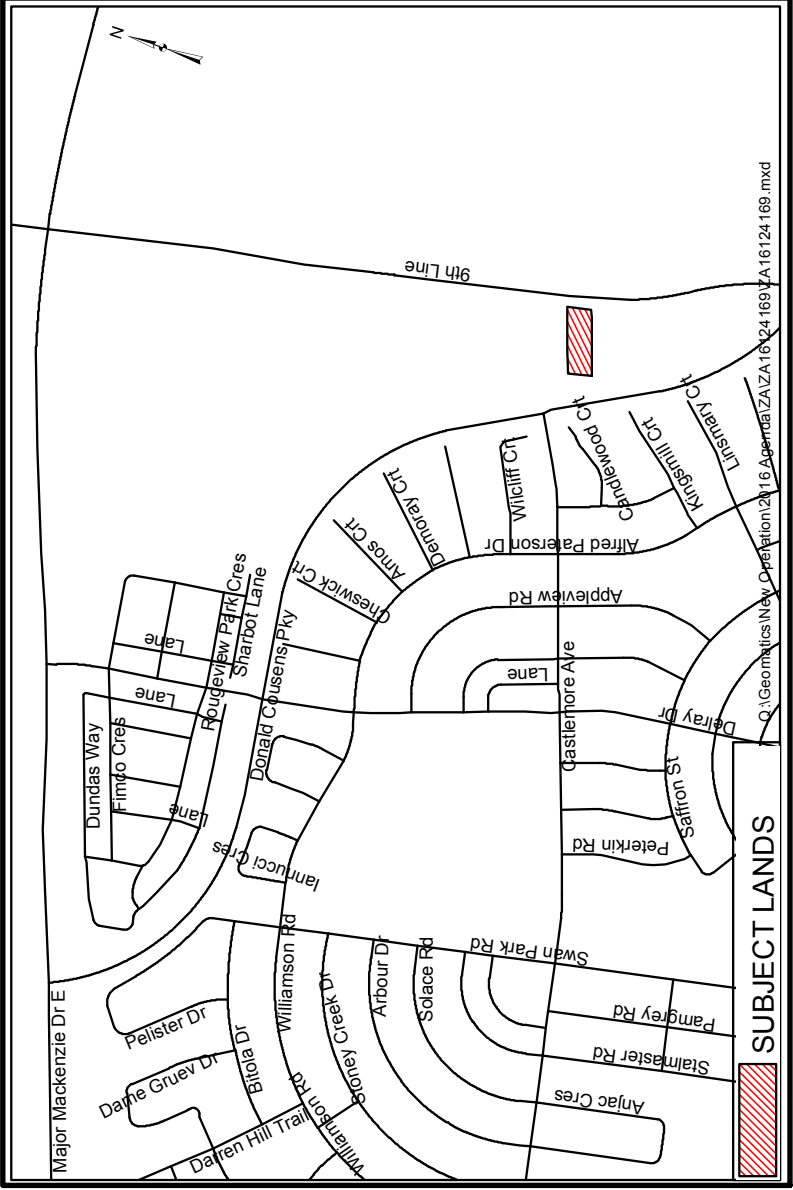 N
9th Line
Candlewood Crt
Kingsmill Crt
Linsmary Crt
Wilcliff Crt
Demoray Crt
Amos Crt
Cheswick Crt
Alfred Paterson Dr
Appleview Rd
Lane
Castlemore Ave
Delray Dr
Saffron St
Peterkin Rd
Rougeview Park Cres
Sharbot Lane
Lane
Lane
Lane
Donald Cousens Pky
Dundas Way
Fimco Cres
Iannucci Cres
Swan Park Rd
Williamson Rd
Stoney Creek Dr
Arbour Dr
Solace Rd
Pamgrey Rd
Stalmaster Rd
Anjac Cres
Major Mackenzie Dr E
Pelister Dr
Bitola Dr
Dame Gruev Dr
Darren Hill Trail
Williamson Rd
Williamson Rd
SUBJECT LANDS
Q:\Geomatics\New Operation\2016 Agenda\ZA\ZA16124169\ZA16124169.mxd